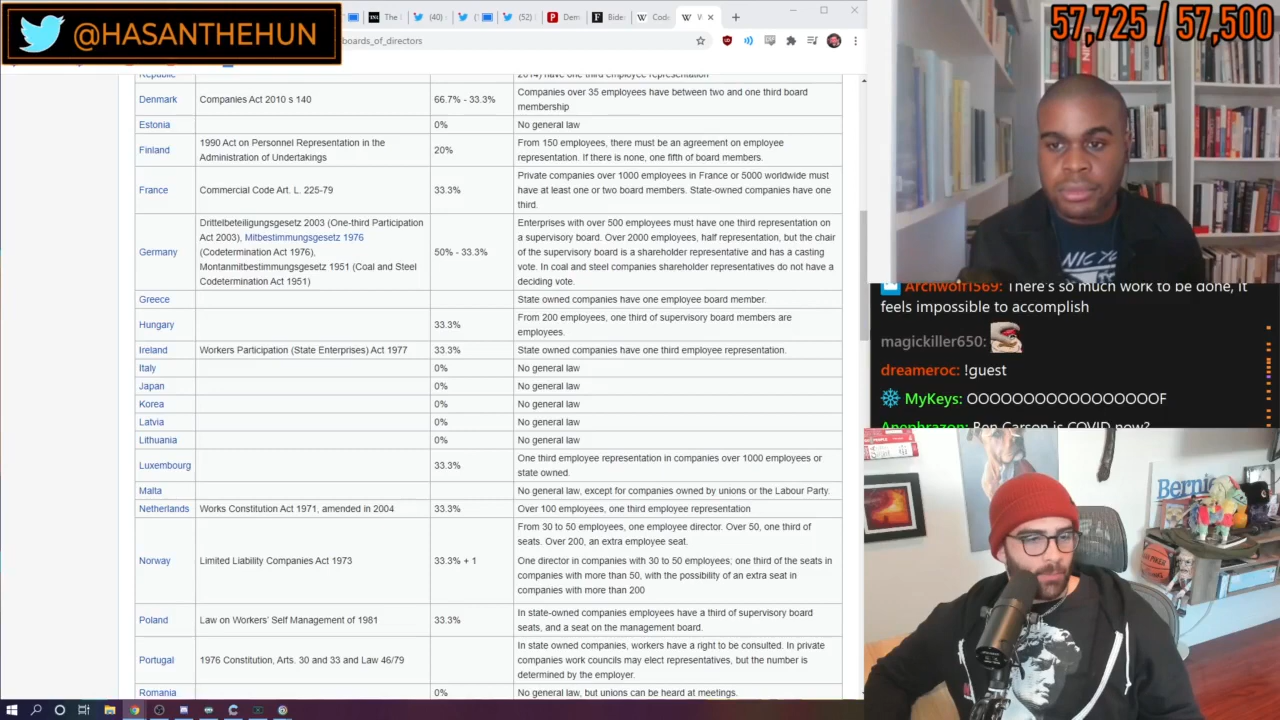 @HASANTHEHUN
The
(40)
(52)
Dem
Bide
Code
W
boards_of_directors
57,725 / 57,500
Republic
2014) have one third employee representation
Denmark
Companies Act 2010 s 140
66.7% - 33.3%
Companies over 35 employees have between two and one third board
membership
Estonia
0%
No general law
Finland
1990 Act on Personnel Representation in the
Administration of Undertakings
20%
From 150 employees, there must be an agreement on employee
representation. If there is none, one fifth of board members.
France
Commercial Code Art. L. 225-79
33.3%
Private companies over 1000 employees in France or 5000 worldwide must
have at least one or two board members. State-owned companies have one
third.
Germany
Drittelbeteiligungsgesetz 2003 (One-third Participation
Act 2003), Mitbestimmungsgesetz 1976
(Codetermination Act 1976),
Montanmitbestimmungsgesetz 1951 (Coal and Steel
Codetermination Act 1951)
50% - 33.3%
Enterprises with over 500 employees must have one third representation on
a supervisory board. Over 2000 employees, half representation, but the chair
of the supervisory board is a shareholder representative and has a casting
vote. In coal and steel companies shareholder representatives do not have a
deciding vote.
Greece
State owned companies have one employee board member.
Hungary
33.3%
From 200 employees, one third of supervisory board members are
employees.
Ireland
Workers Participation (State Enterprises) Act 1977
33.3%
State owned companies have one third employee representation.
Italy
0%
No general law
Japan
0%
No general law
Korea
0%
No general law
Latvia
0%
No general law
Lithuania
0%
No general law
Luxembourg
33.3%
One third employee representation in companies over 1000 employees or
state owned.
Malta
No general law, except for companies owned by unions or the Labour Party.
Netherlands
Works Constitution Act 1971, amended in 2004
33.3%
Over 100 employees, one third employee representation
Norway
Limited Liability Companies Act 1973
33.3% + 1
From 30 to 50 employees, one employee director. Over 50, one third of
seats. Over 200, an extra employee seat.
One director in companies with 30 to 50 employees; one third of the seats in
companies with more than 50, with the possibility of an extra seat in
companies with more than 200
Poland
Law on Workers' Self Management of 1981
33.3%
In state-owned companies employees have a third of supervisory board
seats, and a seat on the management board.
Portugal
1976 Constitution, Arts. 30 and 33 and Law 46/79
In state owned companies, workers have a right to be consulted. In private
companies work councils may elect representatives, but the number is
determined by the employer.
Romania
0%
No general law, but unions can be heard at meetings.
Archwolf1569: There's so much work to be done, it
feels impossible to accomplish
magickiller650:
dreameroc: !guest
MyKeys: OOOOOOOOOOOOOOOOOF
Anephrazon: Ben Carson is COVID now?
Bernie